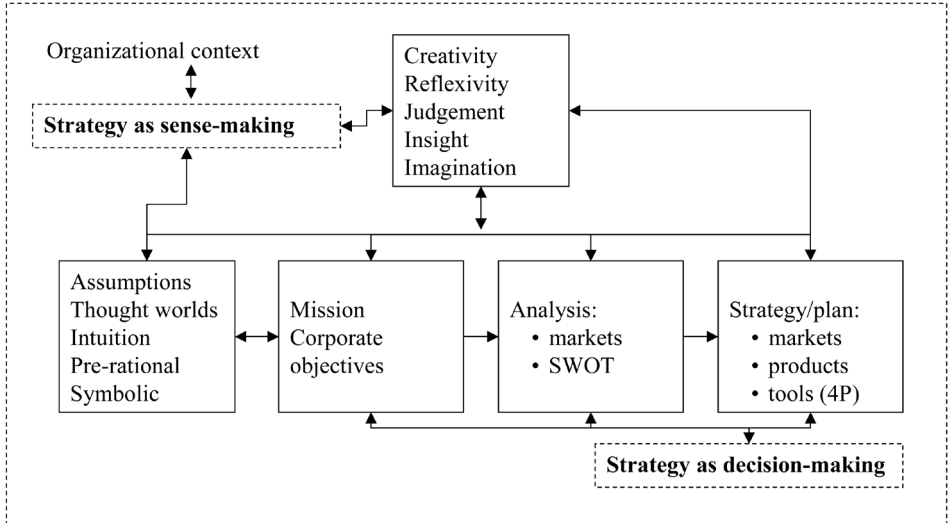 Organizational context
Strategy as sense-making
Creativity
Reflexivity
Judgement
Insight
Imagination
Assumptions
Thought worlds
Intuition
Pre-rational
Symbolic
Mission
Corporate
objectives
Analysis:
• markets
• SWOT
Strategy/plan:
• markets
• products
• tools (4P)
Strategy as decision-making